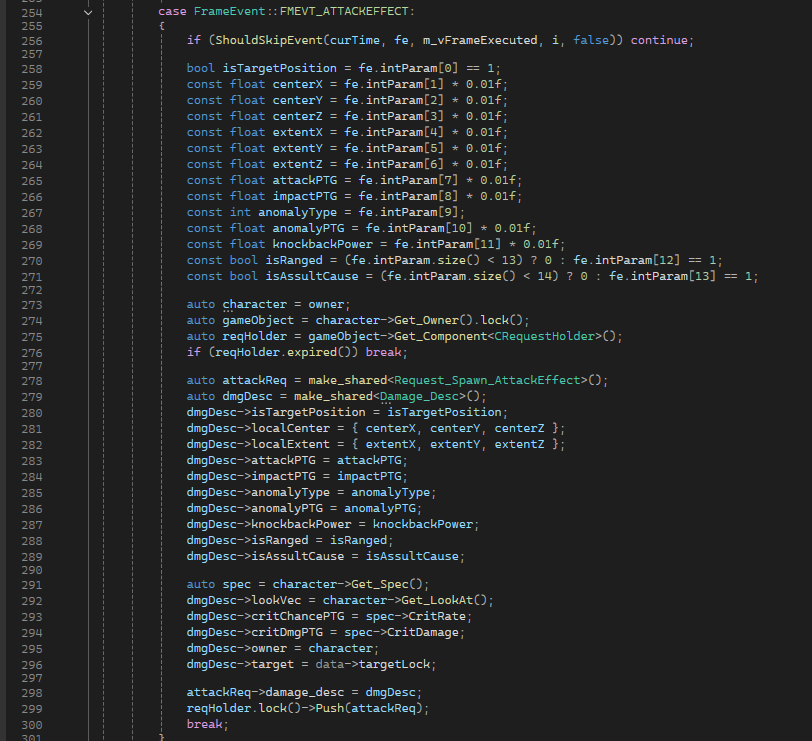 254 case FrameEvent::FMEVT_ATTACKEFFECT:
255 {
256 if (ShouldSkipEvent(curTime, fe, m_vFrameExecuted, i, false)) continue;
257
258 bool isTargetPosition = fe.intParam[0] == 1;
259 const float centerX = fe.intParam[1] * 0.01f;
260 const float centerY = fe.intParam[2] * 0.01f;
261 const float centerZ = fe.intParam[3] * 0.01f;
262 const float extentX = fe.intParam[4] * 0.01f;
263 const float extentY = fe.intParam[5] * 0.01f;
264 const float extentZ = fe.intParam[6] * 0.01f;
265 const float attackPTG = fe.intParam[7] * 0.01f;
266 const float impactPTG = fe.intParam[8] * 0.01f;
267 const int anomalyType = fe.intParam[9];
268 const float anomalyPTG = fe.intParam[10] * 0.01f;
269 const float knockbackPower = fe.intParam[11] * 0.01f;
270 const bool isRanged = (fe.intParam.size() < 13) ? 0 : fe.intParam[12] == 1;
271 const bool isAssultCause = (fe.intParam.size() < 14) ? 0 : fe.intParam[13] == 1;
272
273 auto character = owner;
274 auto gameObject = character->Get_Owner().lock();
275 auto reqHolder = gameObject->Get_Component<CRequestHolder>();
276 if (reqHolder.expired()) break;
277
278 auto attackReq = make_shared<Request_Spawn_AttackEffect>();
279 auto dmgDesc = make_shared<Damage_Desc>();
280 dmgDesc->isTargetPosition = isTargetPosition;
281 dmgDesc->localCenter = { centerX, centerY, centerZ };
282 dmgDesc->localExtent = { extentX, extentY, extentZ };
283 dmgDesc->attackPTG = attackPTG;
284 dmgDesc->impactPTG = impactPTG;
285 dmgDesc->anomalyType = anomalyType;
286 dmgDesc->anomalyPTG = anomalyPTG;
287 dmgDesc->knockbackPower = knockbackPower;
288 dmgDesc->isRanged = isRanged;
289 dmgDesc->isAssultCause = isAssultCause;
290
291 auto spec = character->Get_Spec();
292 dmgDesc->lookVec = character->Get_LookAt();
293 dmgDesc->critChancePTG = spec->CritRate;
294 dmgDesc->critDmgPTG = spec->CritDamage;
295 dmgDesc->owner = character;
296 dmgDesc->target = data->targetLock;
297
298 attackReq->damage_desc = dmgDesc;
299 reqHolder.lock()->Push(attackReq);
300 break;
301 }